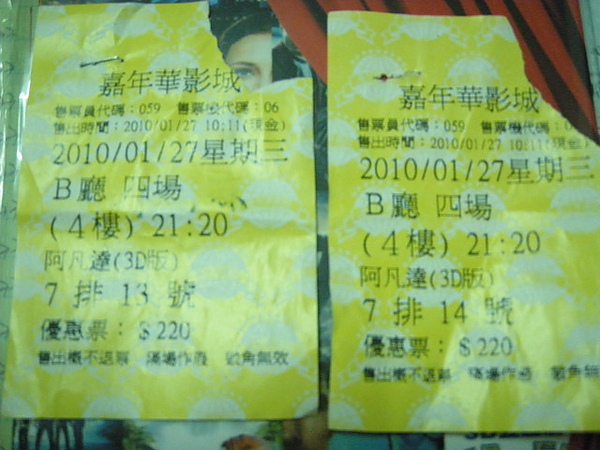 嘉年華影城
售票員代碼：059 售票機代碼：06
售出時間：2010/01/27 10:11(現金)
2010/01/27星期三
B廳 四場
(4樓) 21:20
阿凡達(3D版)
7 排 13 號
優惠票：$220
售出概不退票 隔場作廢 破角無效
嘉年華影城
售票員代碼：059 售票機代碼：0
售出時間：2010/01/27 10:11(現金)
2010/01/27星期三
B廳 四場
(4樓) 21:20
阿凡達(3D版)
7 排 14 號
優惠票：$220
售出概不退票 隔場作廢 破角無